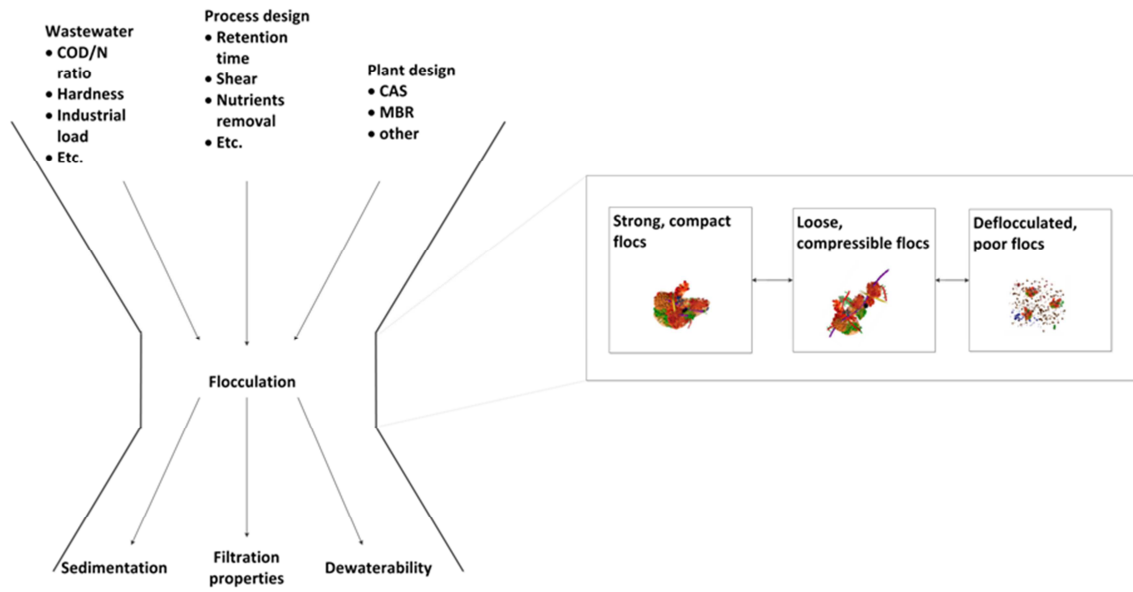 Wastewater
• COD/N
ratio
• Hardness
• Industrial
load
• Etc.
Process design
• Retention
time
• Shear
• Nutrients
removal
• Etc.
Plant design
• CAS
• MBR
• other
Flocculation
Sedimentation
Filtration
properties
Dewaterability
Strong, compact
flocs
Loose,
compressible flocs
Deflocculated,
poor flocs